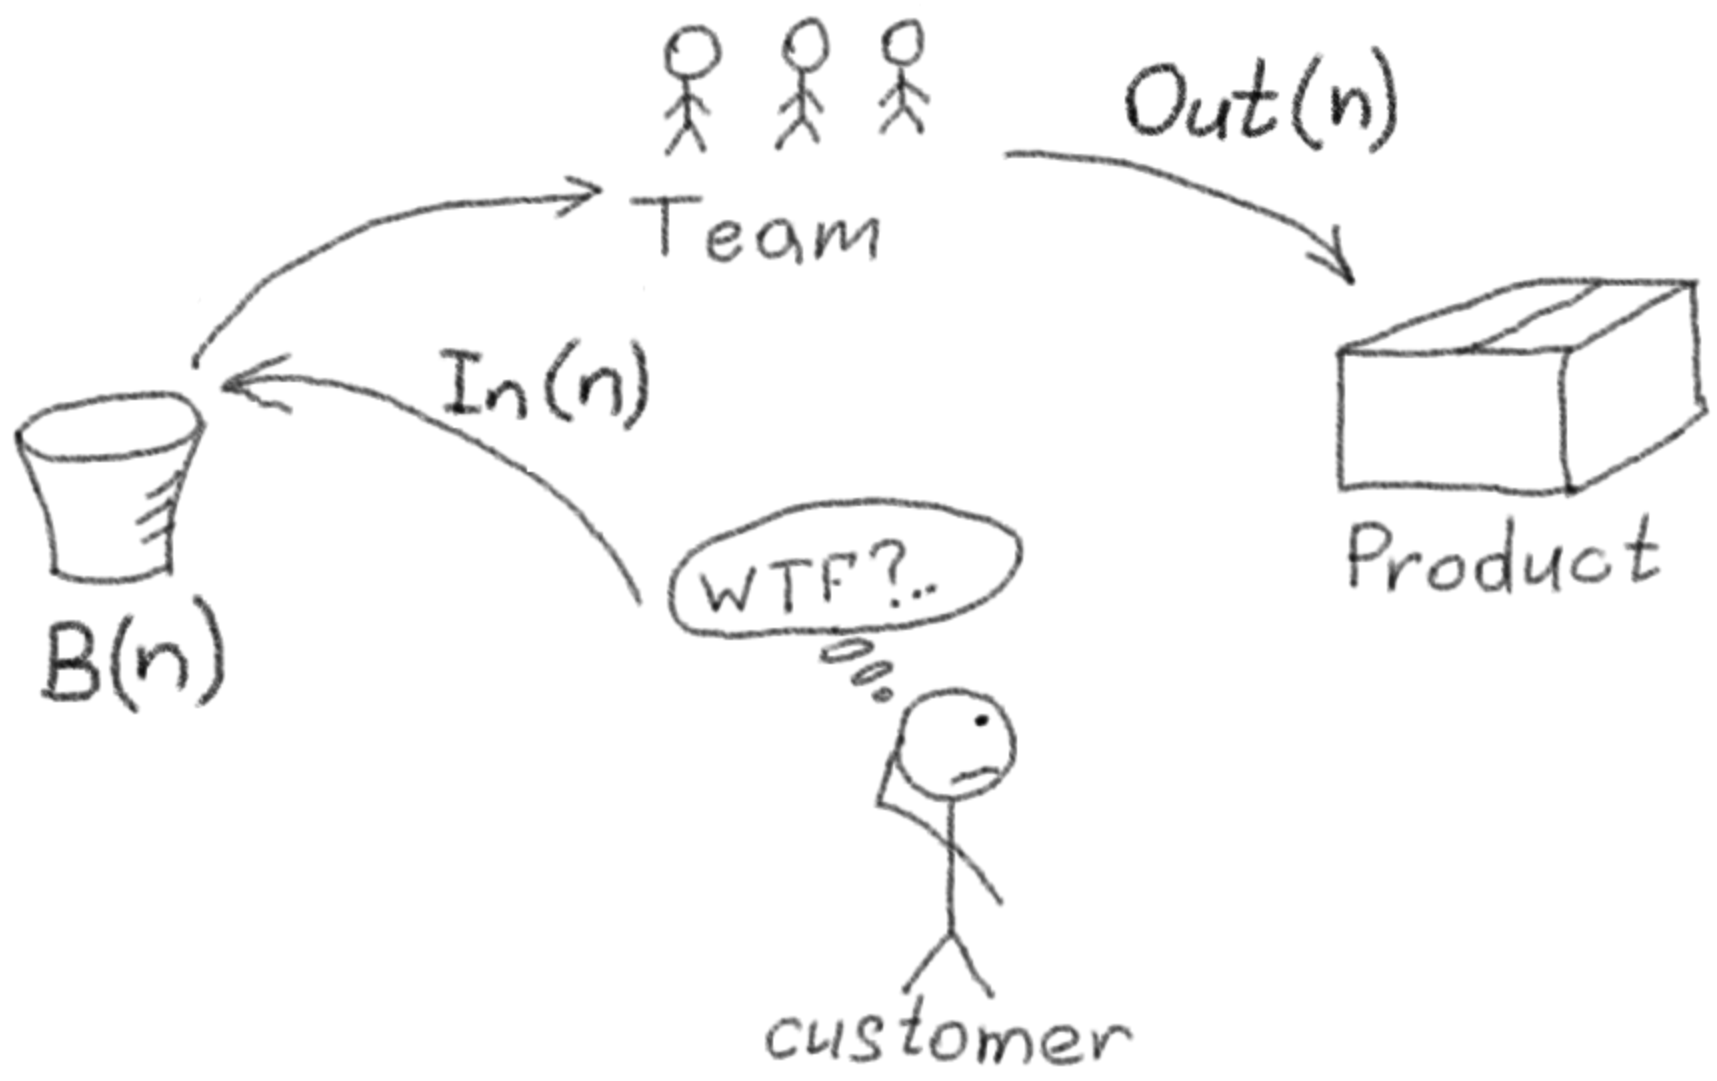 Out(n)
Team
In(n)
WTF?..
Product
B(n)
customer